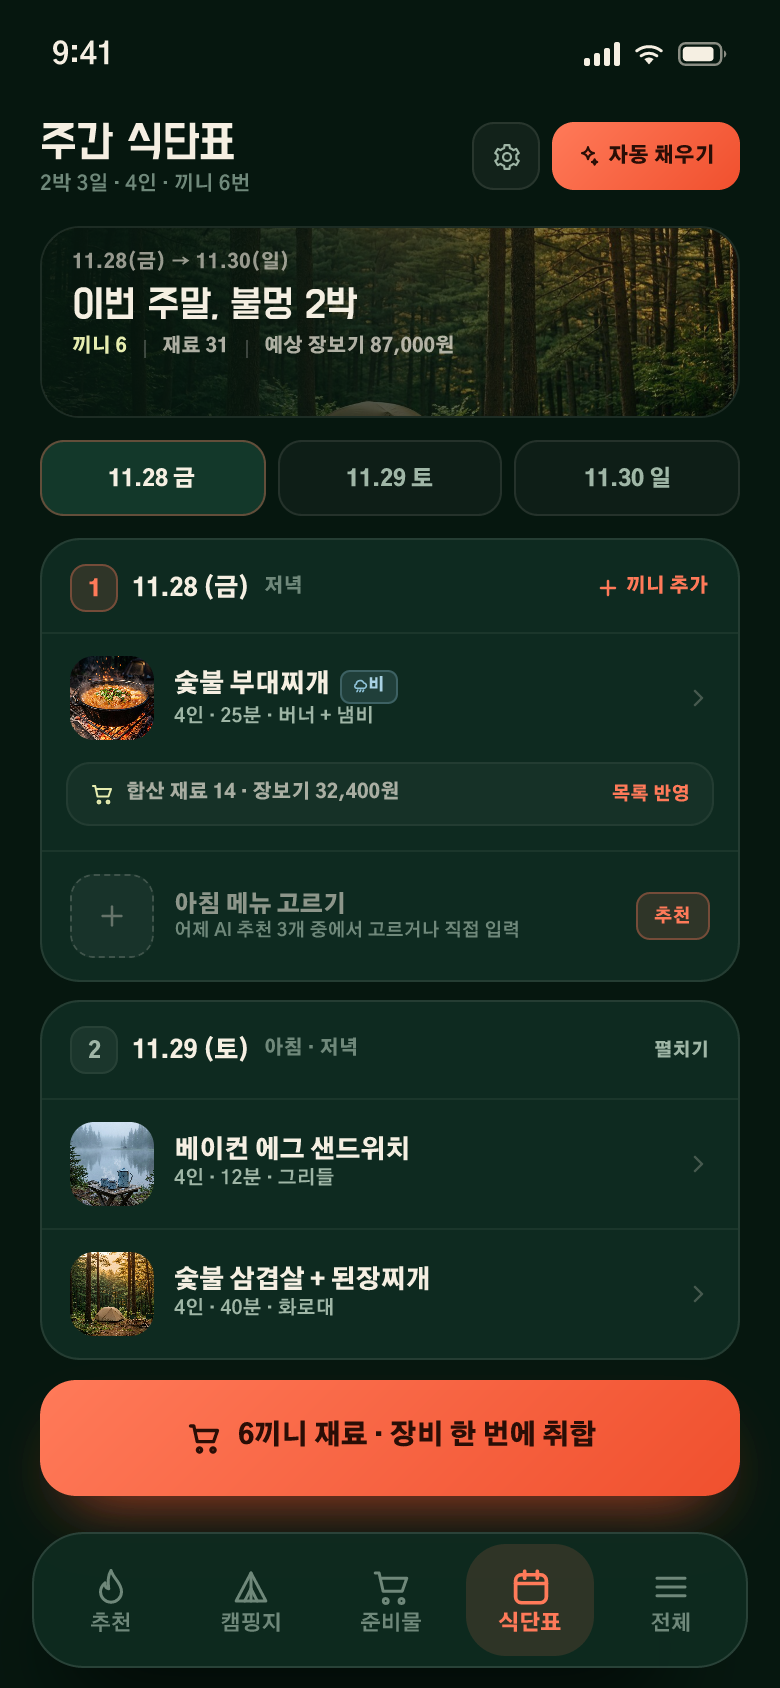 9:41
주간 식단표
2박 3일 · 4인 · 끼니 6번
자동 채우기
11.28(금) → 11.30(일)
이번 주말, 불멍 2박
끼니 6 | 재료 31 | 예상 장보기 87,000원
11.28 금
11.29 토
11.30 일
1 11.28 (금) 저녁
+ 끼니 추가
숯불 부대찌개 비
4인 · 25분 · 버너 + 냄비
합산 재료 14 · 장보기 32,400원
목록 반영
아침 메뉴 고르기
어제 AI 추천 3개 중에서 고르거나 직접 입력
추천
2 11.29 (토) 아침 · 저녁
펼치기
베이컨 에그 샌드위치
4인 · 12분 · 그리들
숯불 삼겹살 + 된장찌개
4인 · 40분 · 화로대
6끼니 재료 · 장비 한 번에 취합
추천
캠핑지
준비물
식단표
전체